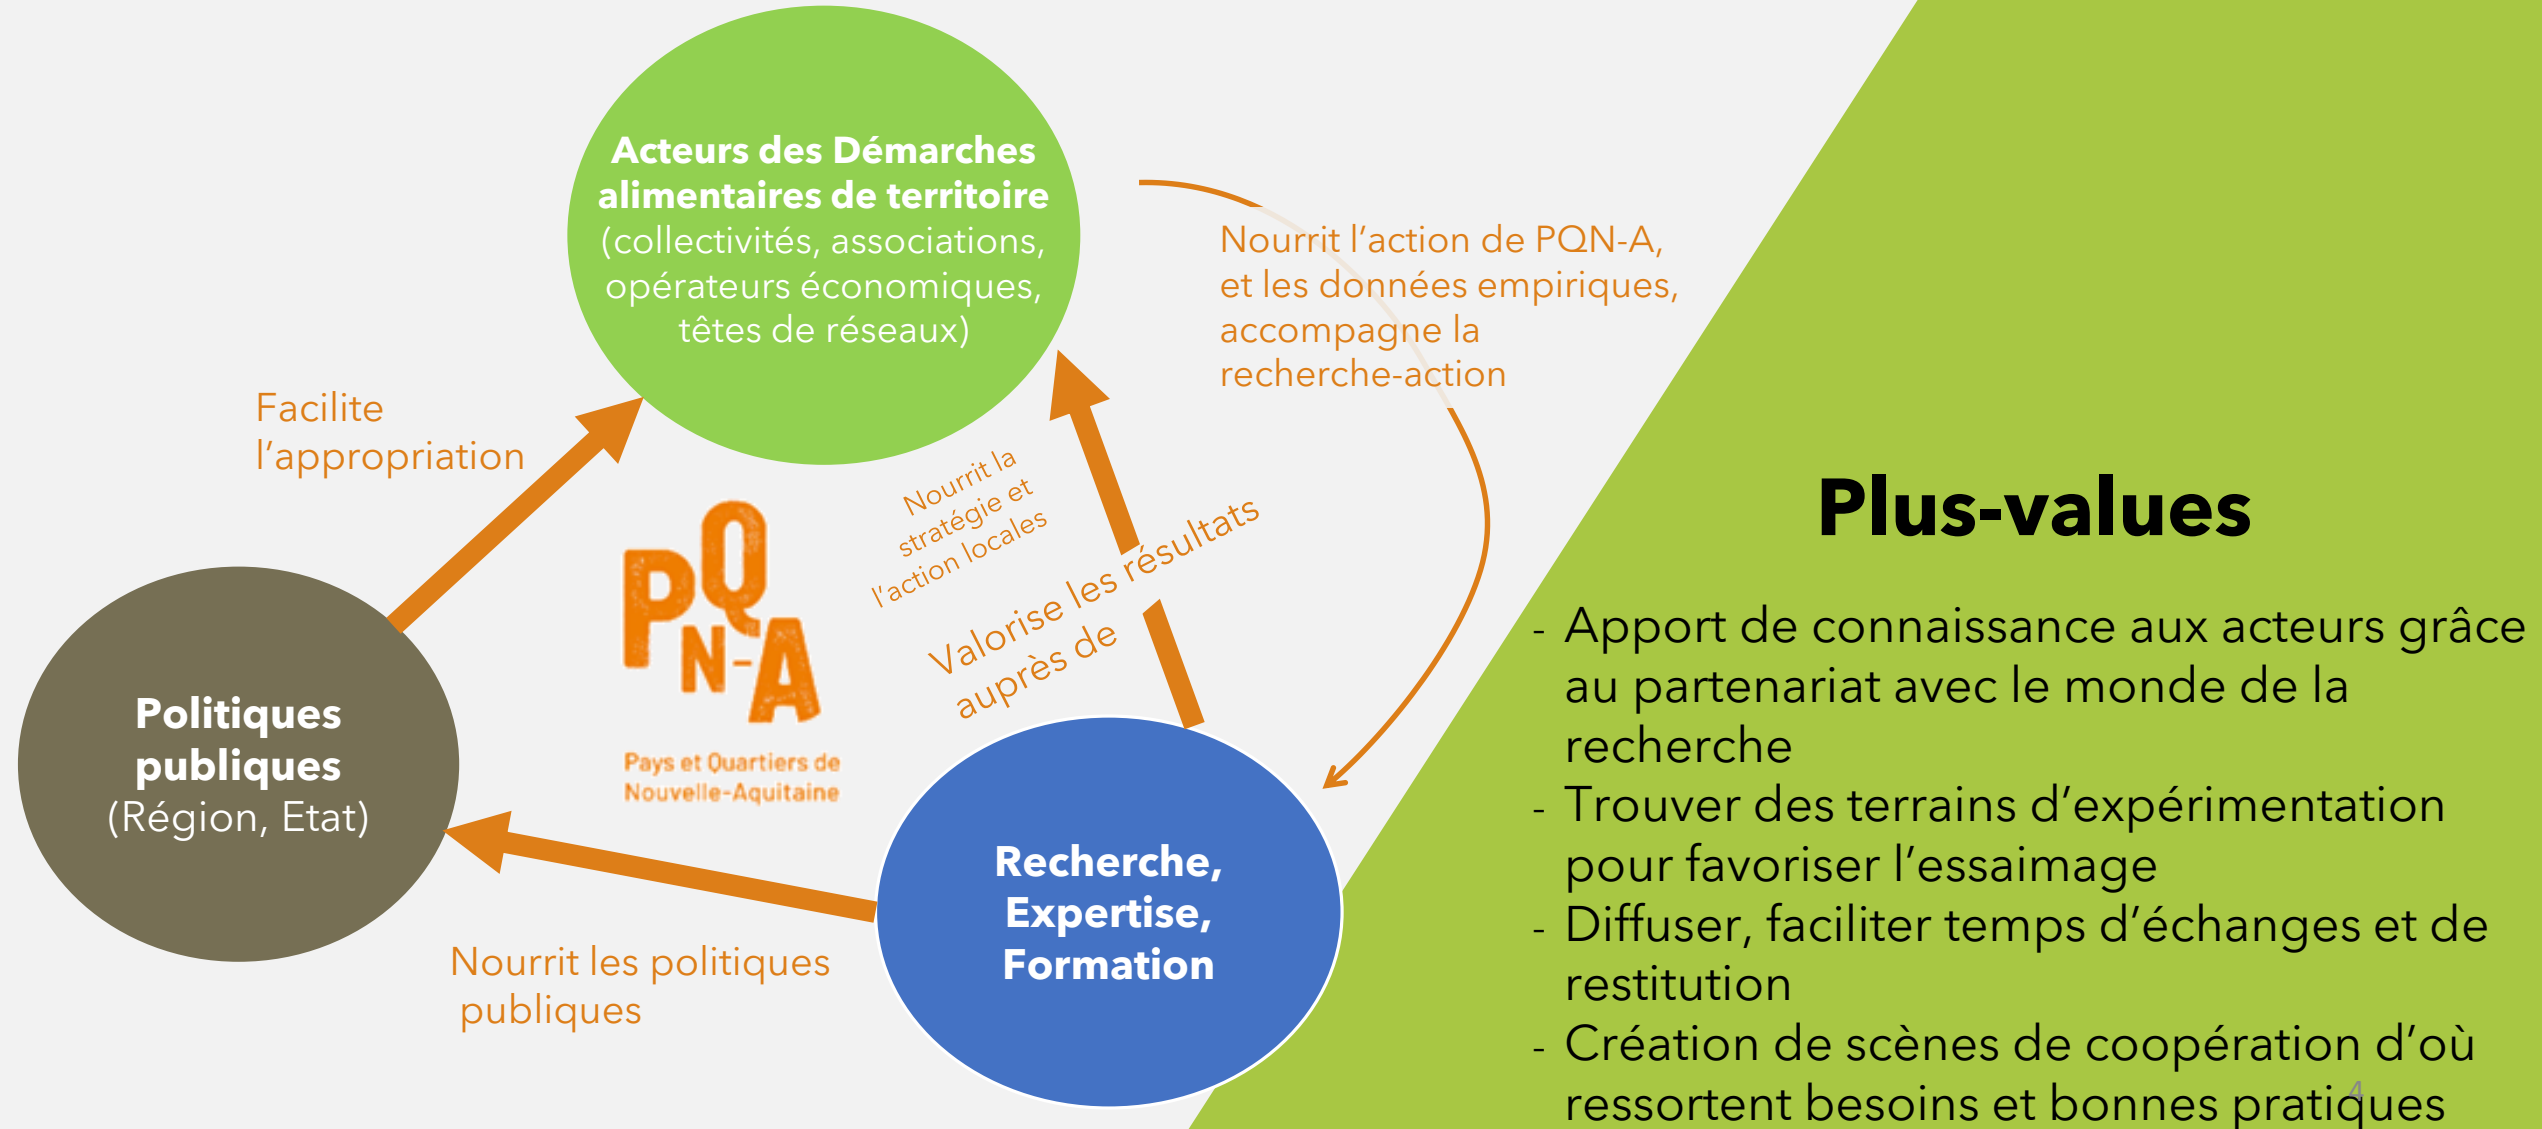 Acteurs des Démarches
alimentaires de territoire
(collectivités, associations,
opérateurs économiques,
têtes de réseaux)
Nourrit l’action de PQN-A,
et les données empiriques,
accompagne la
recherche-action
Facilite
l’appropriation
Nourrit la
stratégie et
l’action locales
Valorise les résultats
auprès de
PQ
N-A
Pays et Quartiers de
Nouvelle-Aquitaine
Politiques
publiques
(Région, Etat)
Recherche,
Expertise,
Formation
Nourrit les politiques
publiques
Plus-values
- Apport de connaissance aux acteurs grâce
au partenariat avec le monde de la
recherche
- Trouver des terrains d’expérimentation
pour favoriser l’essaimage
- Diffuser, faciliter temps d’échanges et de
restitution
- Création de scènes de coopération d’où
ressortent besoins et bonnes pratiques
4